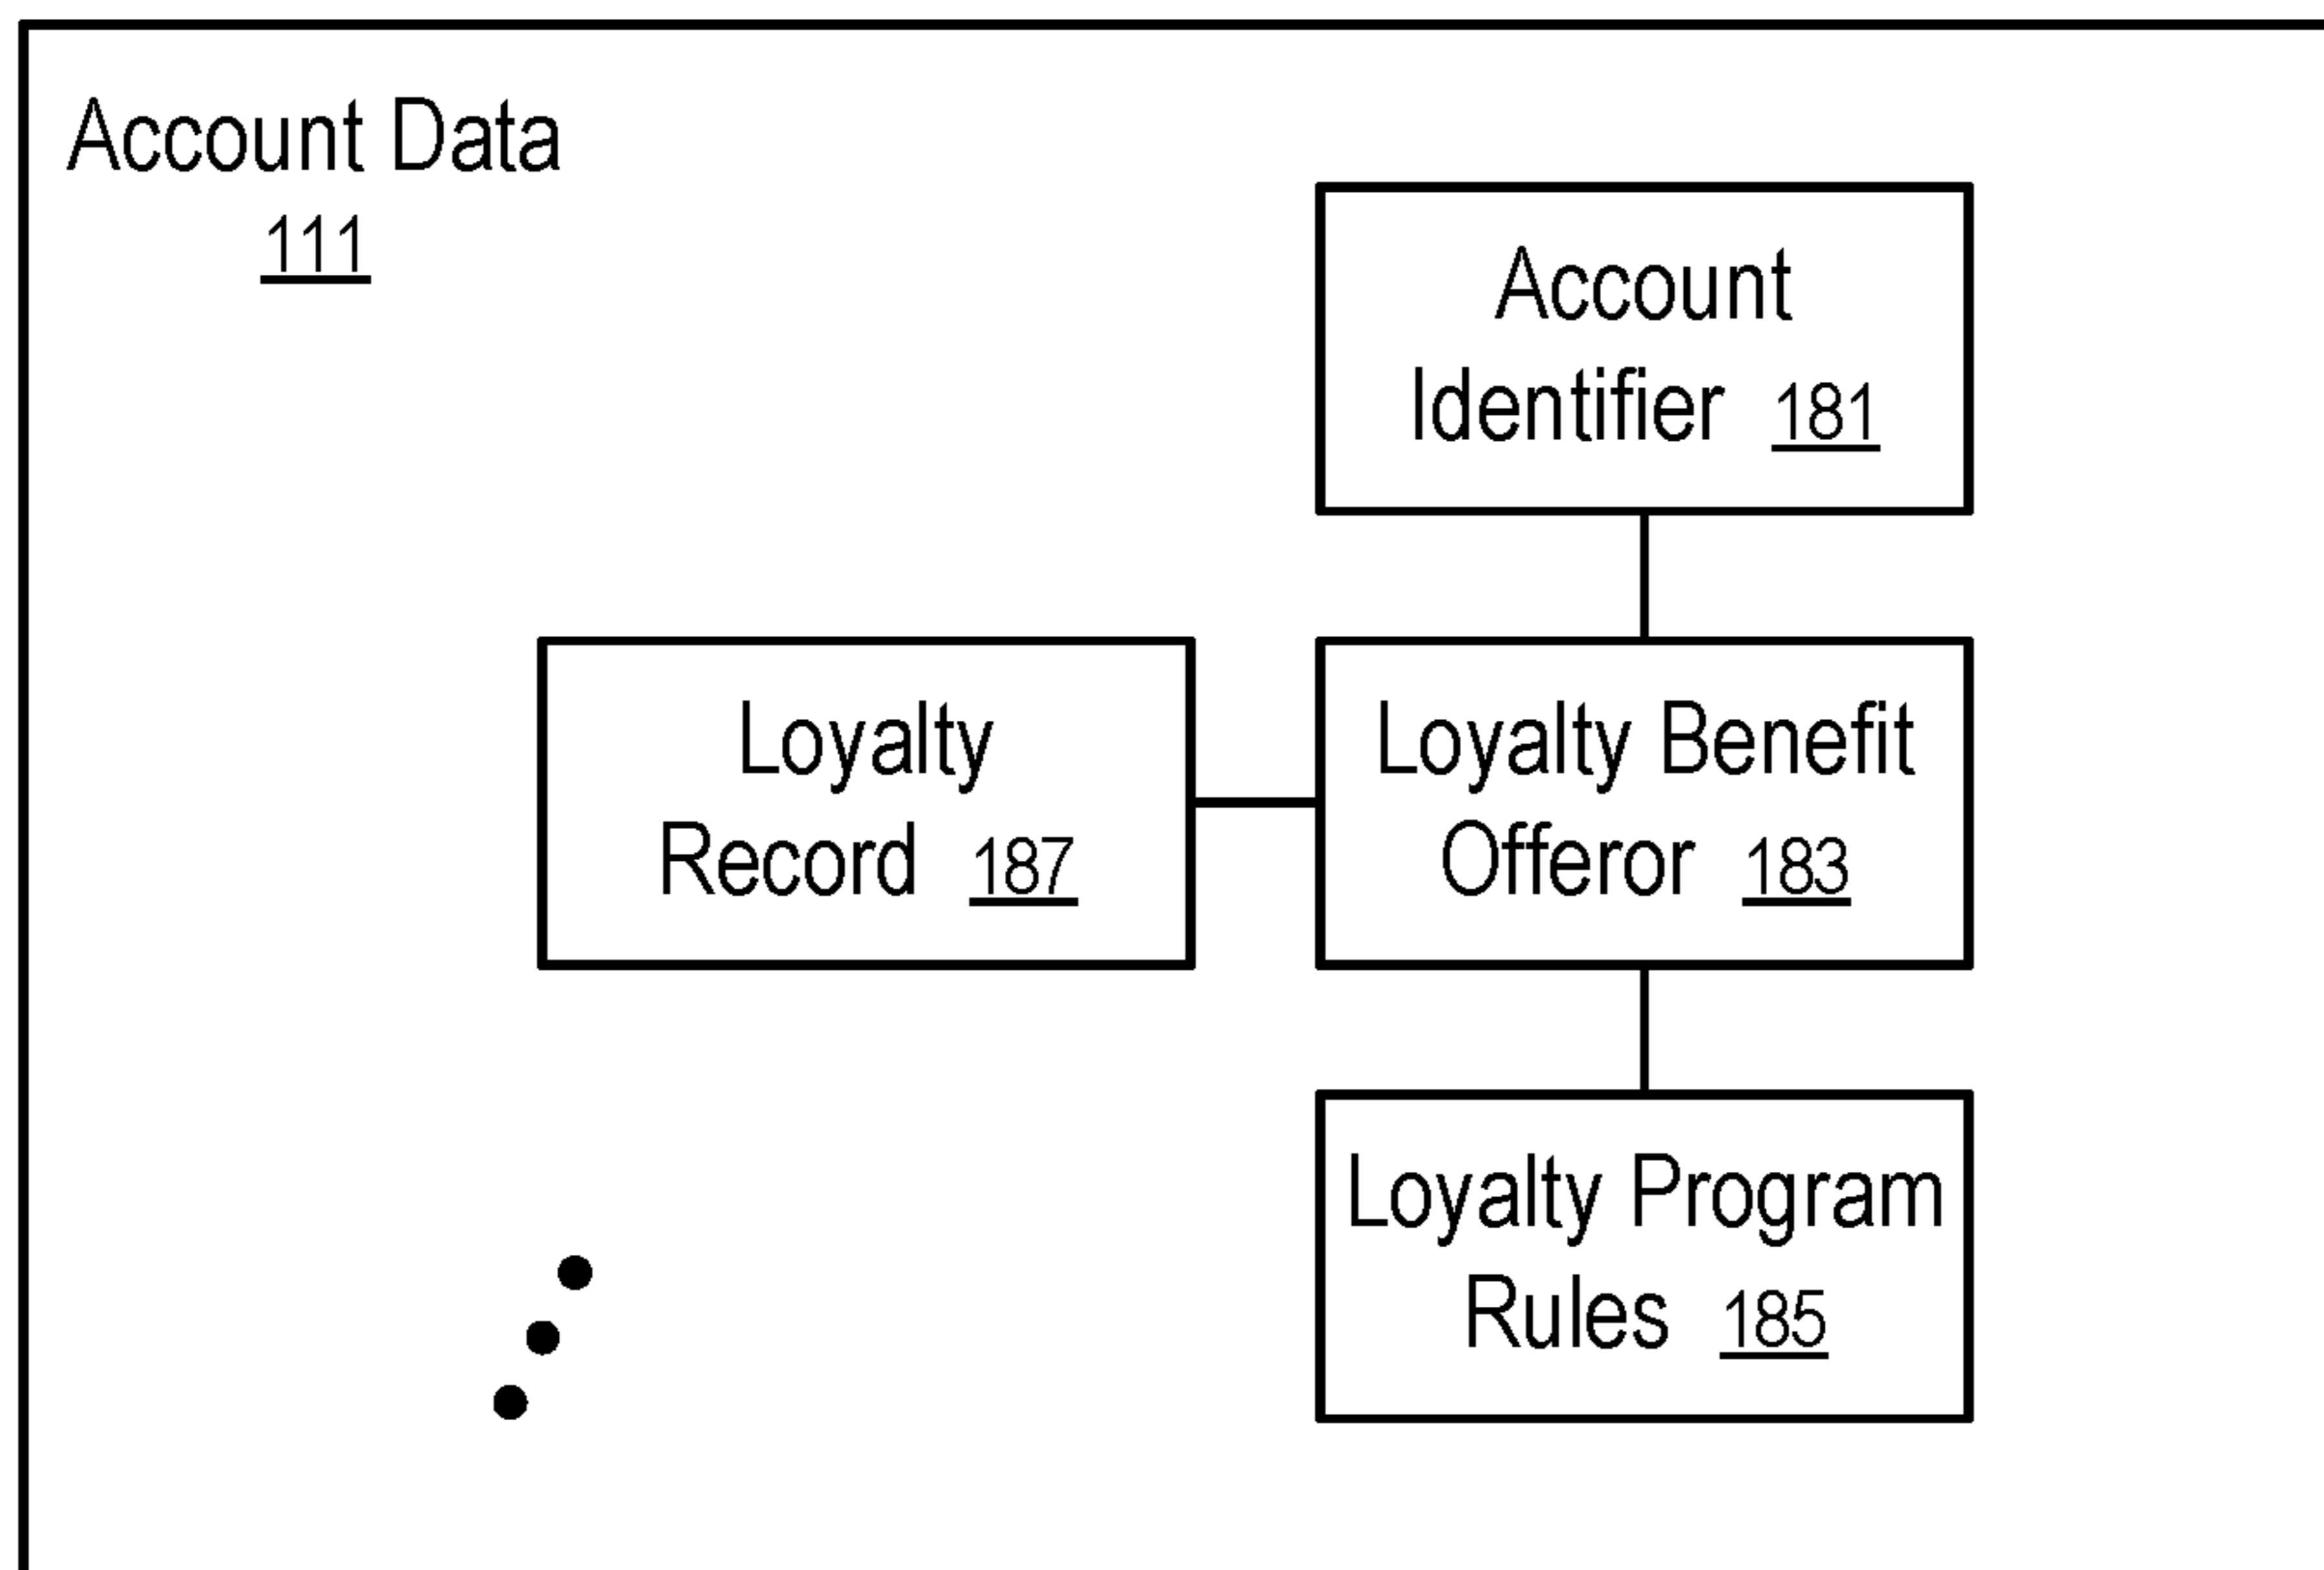 Account Data
111
Account
Identifier 181
Loyalty
Record 187
Loyalty Benefit
Offeror 183
Loyalty Program
Rules 185